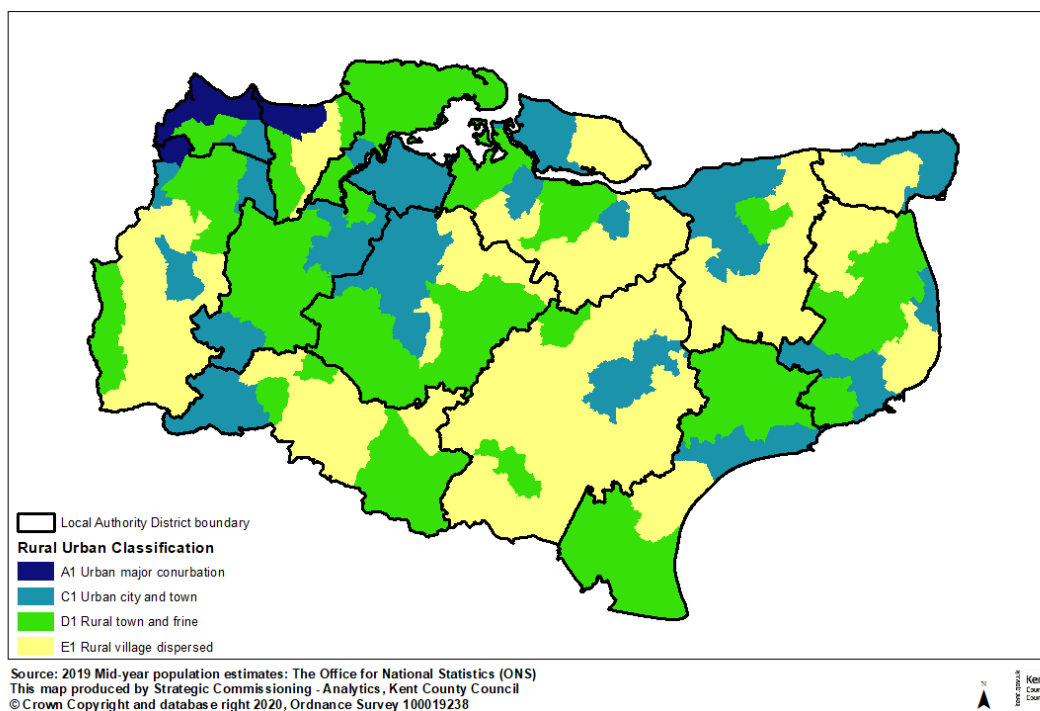 Local Authority District boundary
Rural Urban Classification
A1 Urban major conurbation
C1 Urban city and town
D1 Rural town and frine
E1 Rural village dispersed
Source: 2019 Mid-year population estimates: The Office for National Statistics (ONS)
This map produced by Strategic Commissioning - Analytics, Kent County Council
© Crown Copyright and database right 2020, Ordnance Survey 100019238
N